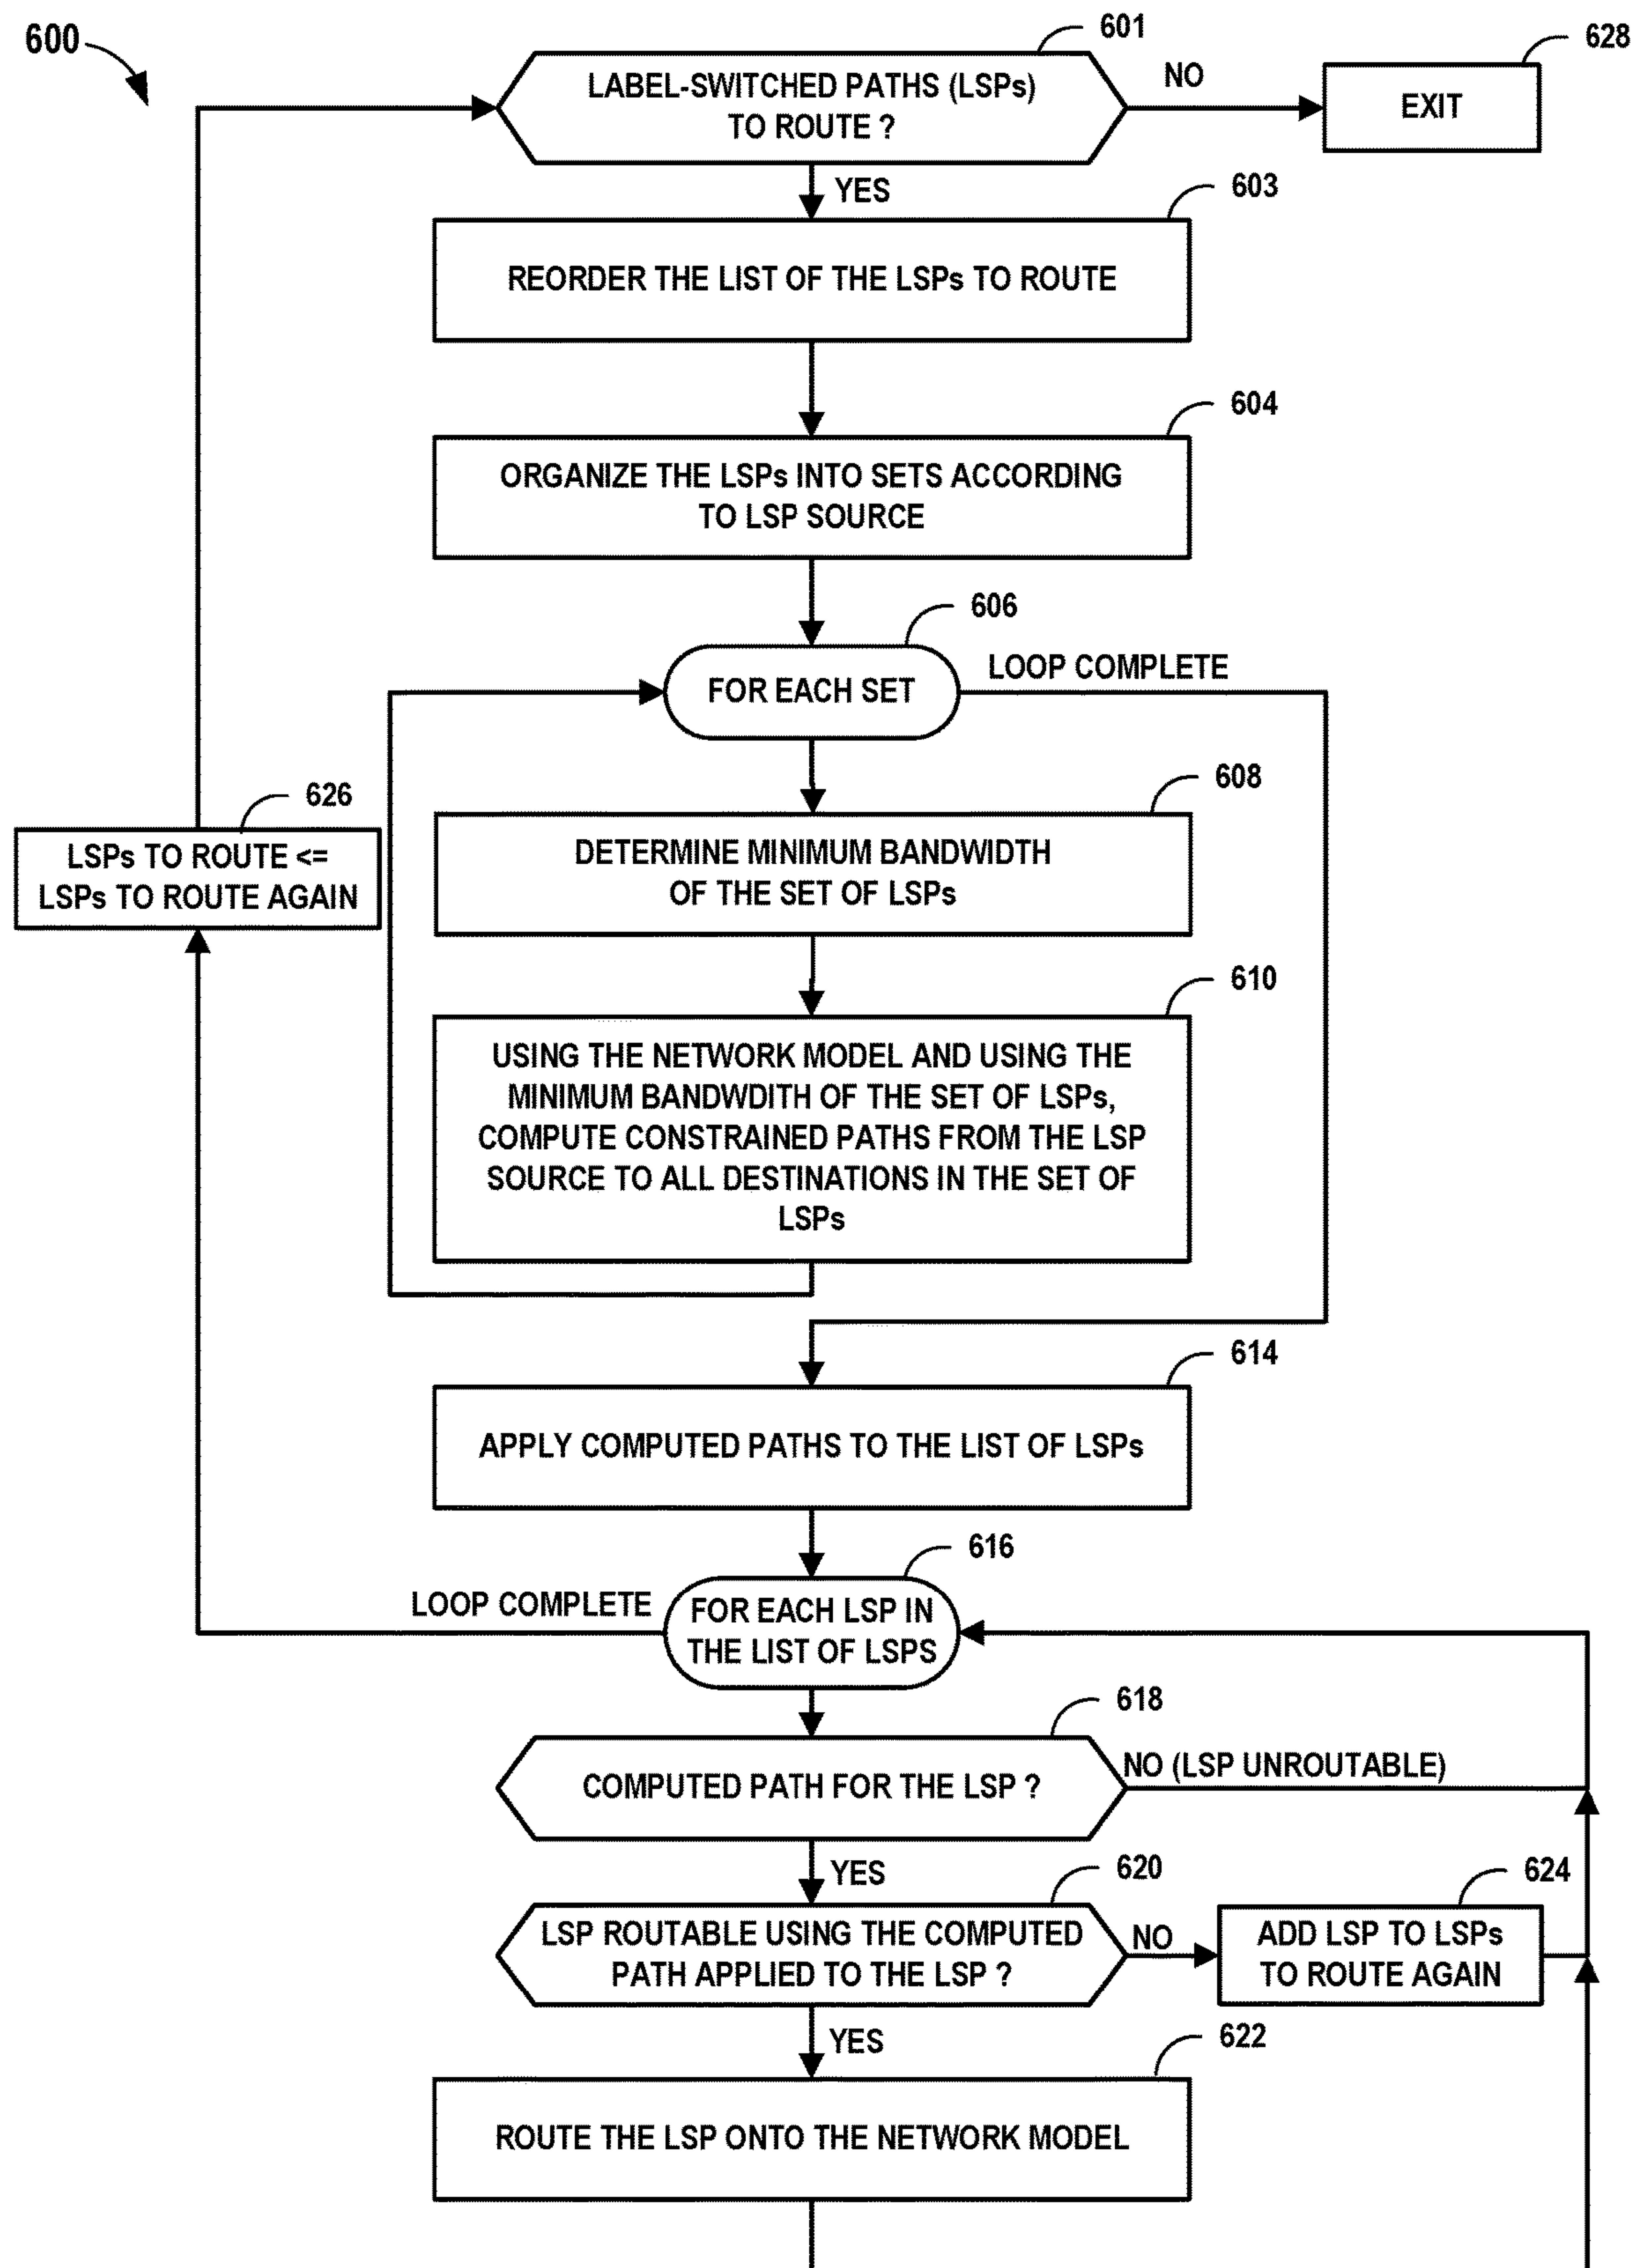 600
601
628
LABEL-SWITCHED PATHS (LSPs)
TO ROUTE ?
NO
EXIT
YES
603
REORDER THE LIST OF THE LSPs TO ROUTE
604
ORGANIZE THE LSPs INTO SETS ACCORDING
TO LSP SOURCE
606
FOR EACH SET
LOOP COMPLETE
608
626
LSPs TO ROUTE <=
LSPs TO ROUTE AGAIN
DETERMINE MINIMUM BANDWIDTH
OF THE SET OF LSPs
610
USING THE NETWORK MODEL AND USING THE
MINIMUM BANDWDITH OF THE SET OF LSPs,
COMPUTE CONSTRAINED PATHS FROM THE LSP
SOURCE TO ALL DESTINATIONS IN THE SET OF
LSPs
614
APPLY COMPUTED PATHS TO THE LIST OF LSPs
616
LOOP COMPLETE
FOR EACH LSP IN
THE LIST OF LSPS
618
COMPUTED PATH FOR THE LSP ?
NO (LSP UNROUTABLE)
YES
620
624
LSP ROUTABLE USING THE COMPUTED
PATH APPLIED TO THE LSP ?
NO
ADD LSP TO LSPs
TO ROUTE AGAIN
YES
622
ROUTE THE LSP ONTO THE NETWORK MODEL